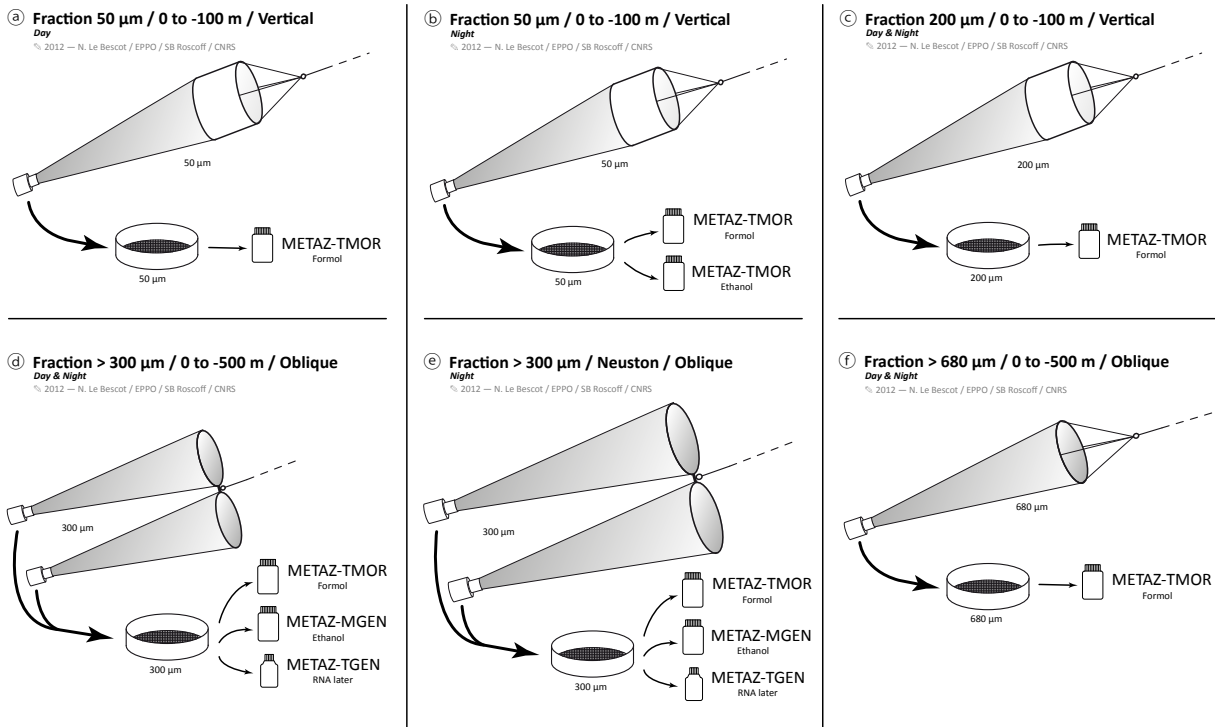 ⓐ Fraction 50 µm / 0 to -100 m / Vertical
Day
✎ 2012 — N. Le Bescot / EPPO / SB Roscoff / CNRS
50 µm
METAZ-TMOR
Formol
50 µm
ⓑ Fraction 50 µm / 0 to -100 m / Vertical
Night
✎ 2012 — N. Le Bescot / EPPO / SB Roscoff / CNRS
50 µm
METAZ-TMOR
Formol
METAZ-TMOR
Ethanol
50 µm
ⓒ Fraction 200 µm / 0 to -100 m / Vertical
Day & Night
✎ 2012 — N. Le Bescot / EPPO / SB Roscoff / CNRS
200 µm
METAZ-TMOR
Formol
200 µm
ⓓ Fraction > 300 µm / 0 to -500 m / Oblique
Day & Night
✎ 2012 — N. Le Bescot / EPPO / SB Roscoff / CNRS
300 µm
METAZ-TMOR
Formol
METAZ-MGEN
Ethanol
METAZ-TGEN
RNA later
300 µm
ⓔ Fraction > 300 µm / Neuston / Oblique
Night
✎ 2012 — N. Le Bescot / EPPO / SB Roscoff / CNRS
300 µm
METAZ-TMOR
Formol
METAZ-MGEN
Ethanol
METAZ-TGEN
RNA later
300 µm
ⓕ Fraction > 680 µm / 0 to -500 m / Oblique
Day & Night
✎ 2012 — N. Le Bescot / EPPO / SB Roscoff / CNRS
680 µm
METAZ-TMOR
Formol
680 µm